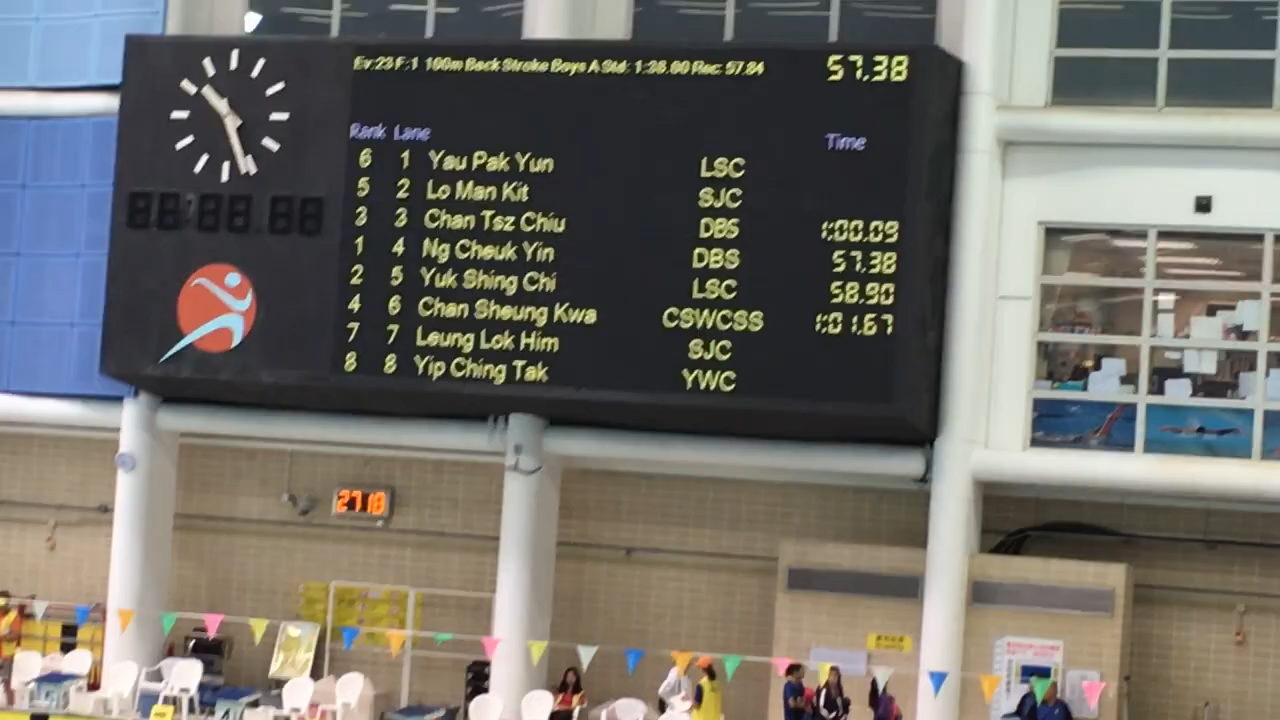 Ev:23 F:1 100m Back Stroke Boys A Std: 1:38.00 Rec: 57.84 57.38
Rank Lane Time
6 1 Yau Pak Yun LSC
5 2 Lo Man Kit SJC
3 3 Chan Tsz Chiu DBS 1:00.09
1 4 Ng Cheuk Yin DBS 57.38
2 5 Yuk Shing Chi LSC 58.90
4 6 Chan Sheung Kwa CSWCSS 1:01.67
7 7 Leung Lok Him SJC
8 8 Yip Ching Tak YWC
27 18